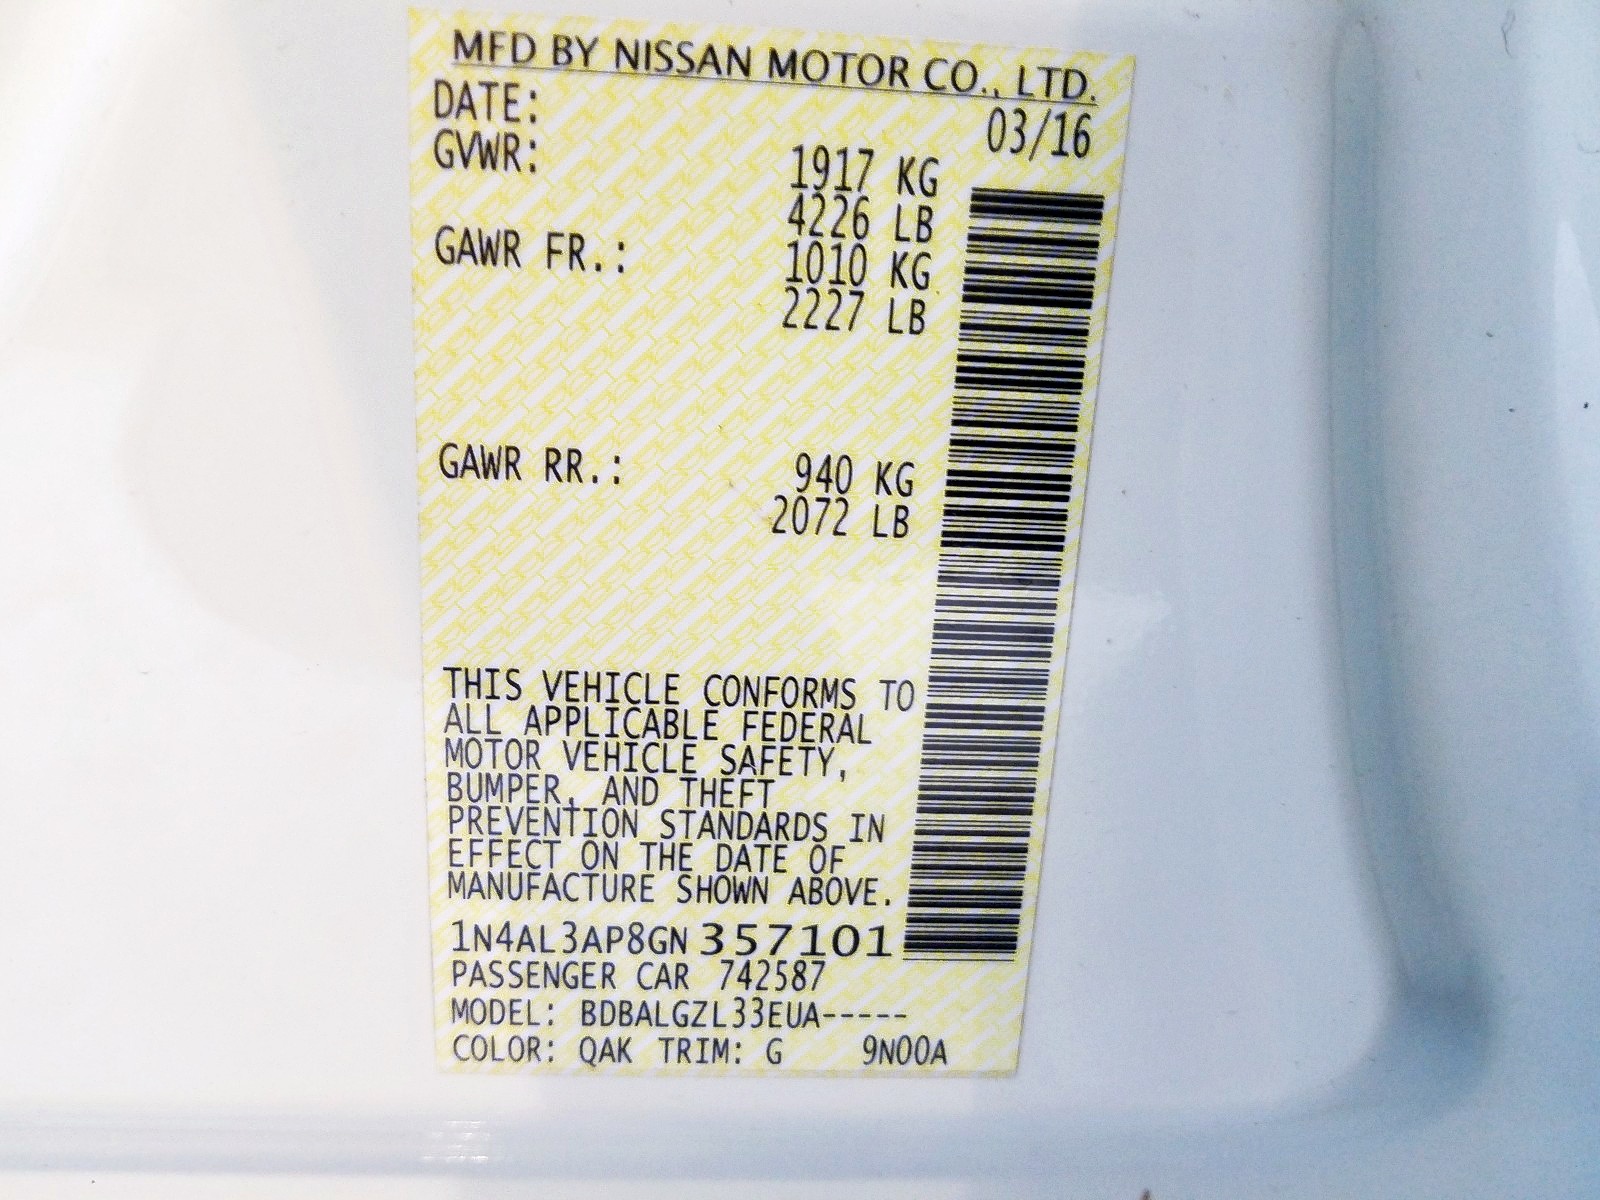 MFD BY NISSAN MOTOR CO., LTD.
DATE: 03/16
GVWR: 1917 KG
4226 LB
GAWR FR.: 1010 KG
2227 LB
GAWR RR.: 940 KG
2072 LB
THIS VEHICLE CONFORMS TO
ALL APPLICABLE FEDERAL
MOTOR VEHICLE SAFETY,
BUMPER, AND THEFT
PREVENTION STANDARDS IN
EFFECT ON THE DATE OF
MANUFACTURE SHOWN ABOVE.
1N4AL3AP8GN357101
PASSENGER CAR 742587
MODEL: BDBALGZL33EUA-----
COLOR: QAK TRIM: G 9N00A